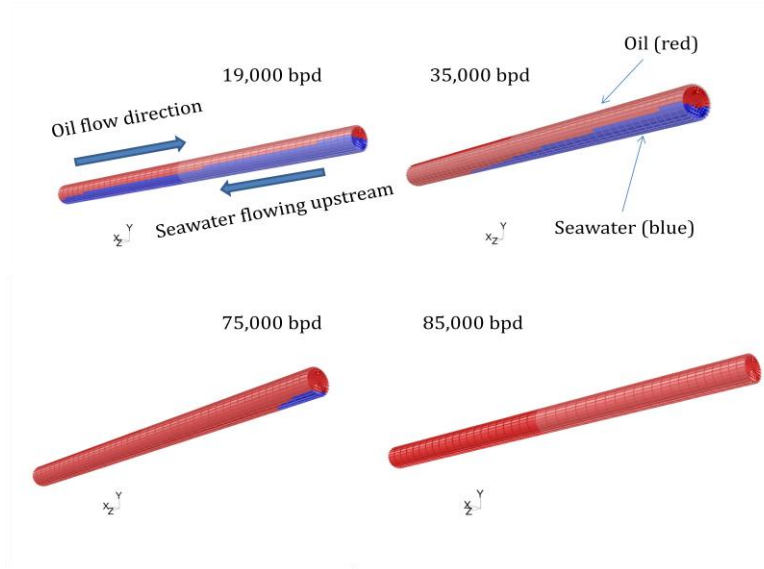 19,000 bpd
Oil flow direction
Seawater flowing upstream
Y
X
Z
35,000 bpd
Oil (red)
Seawater (blue)
Y
X
Z
75,000 bpd
Y
X
Z
85,000 bpd
Y
X
Z